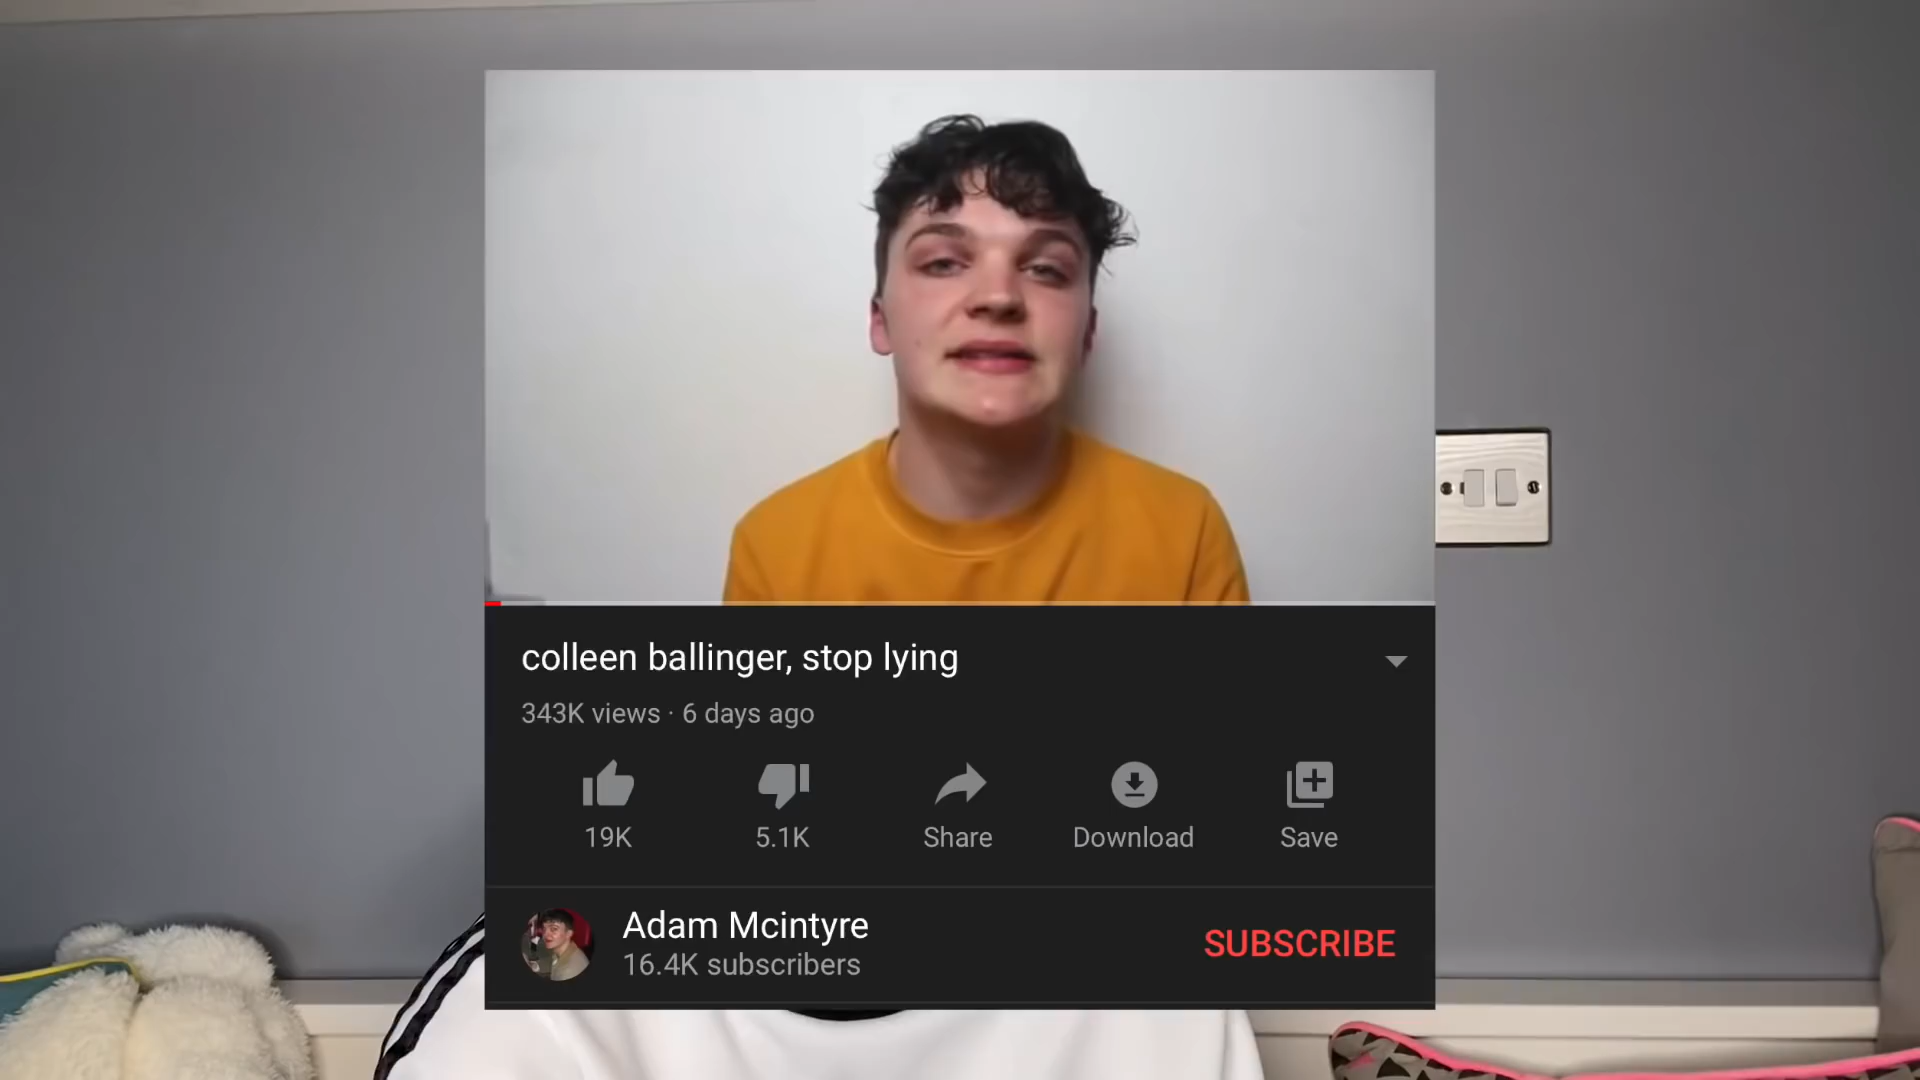 colleen ballinger, stop lying
343K views · 6 days ago
19K
5.1K
Share
Download
Save
Adam Mcintyre
16.4K subscribers
SUBSCRIBE